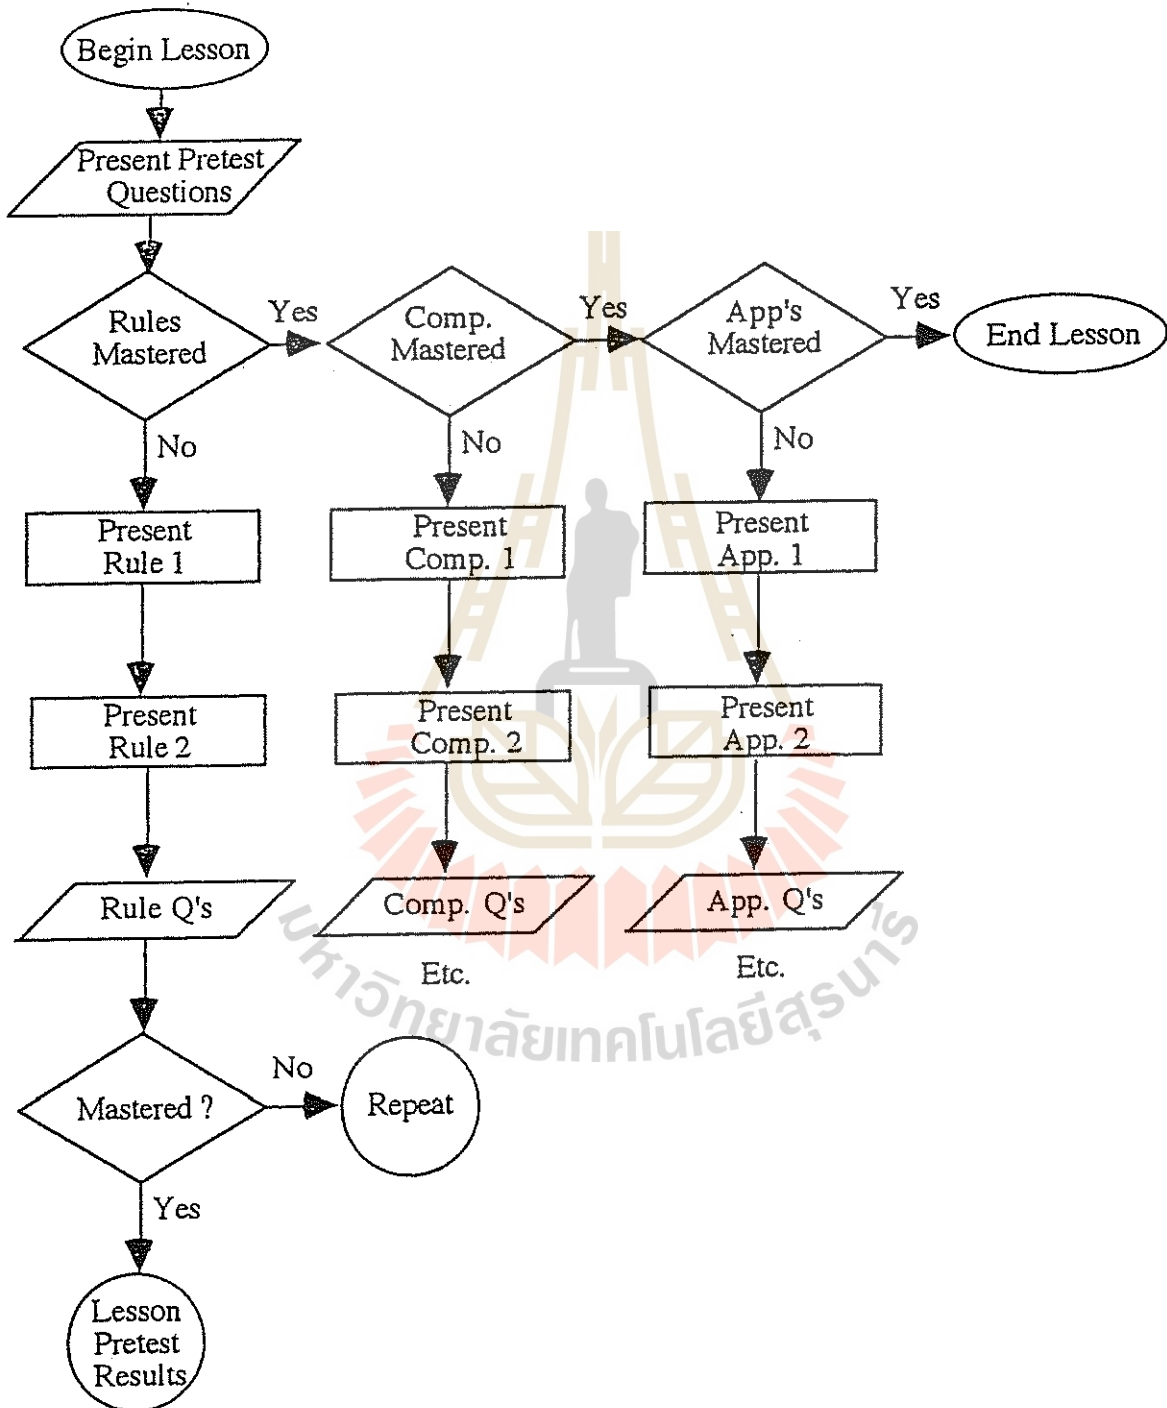 Begin Lesson
Present Pretest
Questions
Rules
Mastered
Yes
Comp.
Mastered
Yes
App's
Mastered
Yes
End Lesson
No
No
No
Present
Rule 1
Present
Comp. 1
Present
App. 1
Present
Rule 2
Present
Comp. 2
Present
App. 2
Rule Q's
Comp. Q's
App. Q's
Etc.
Etc.
มหาวิทยาลัยเทคโนโลยีสุรนาร
Mastered ?
No
Repeat
Yes
Lesson
Pretest
Results